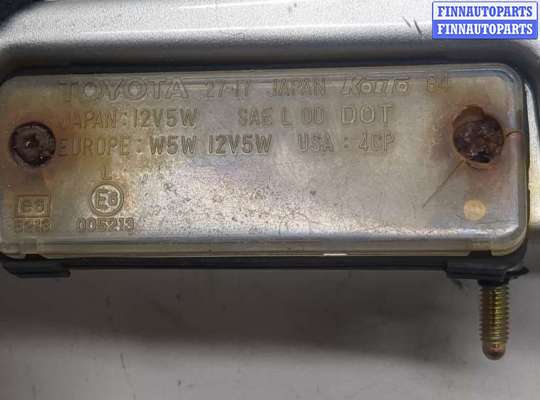 FINNAUTOPARTS
FINNAUTOPARTS
TOYOTA 27-17 JAPAN Koito 84
JAPAN: 12V5W SAE L 00 DOT
EUROPE: W5W 12V5W USA: 4CP
L
e6 E6
5213 005213